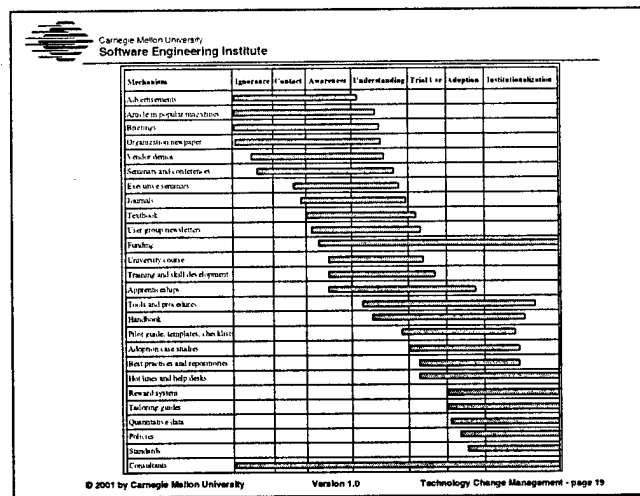 Carnegie Mellon University
Software Engineering Institute
Mechanism Ignorance Contact Awareness Understanding Trial Use Adoption Institutionalization
Advertisements
Article in popular magazines
Briefings
Organization newpaper
Vendor demos
Seminars and conferences
Executive seminars
Journals
Textbook
User group newsletters
Funding
University course
Training and skill development
Apprenticeships
Tools and procedures
Handbook
Pilot guide, templates, checklist
Adoption case studies
Best practices and repositories
Hot lines and help desks
Reward system
Tailoring guides
Quantitative data
Policies
Standards
Consultants
© 2001 by Carnegie Mellon University Version 1.0 Technology Change Management - page 19